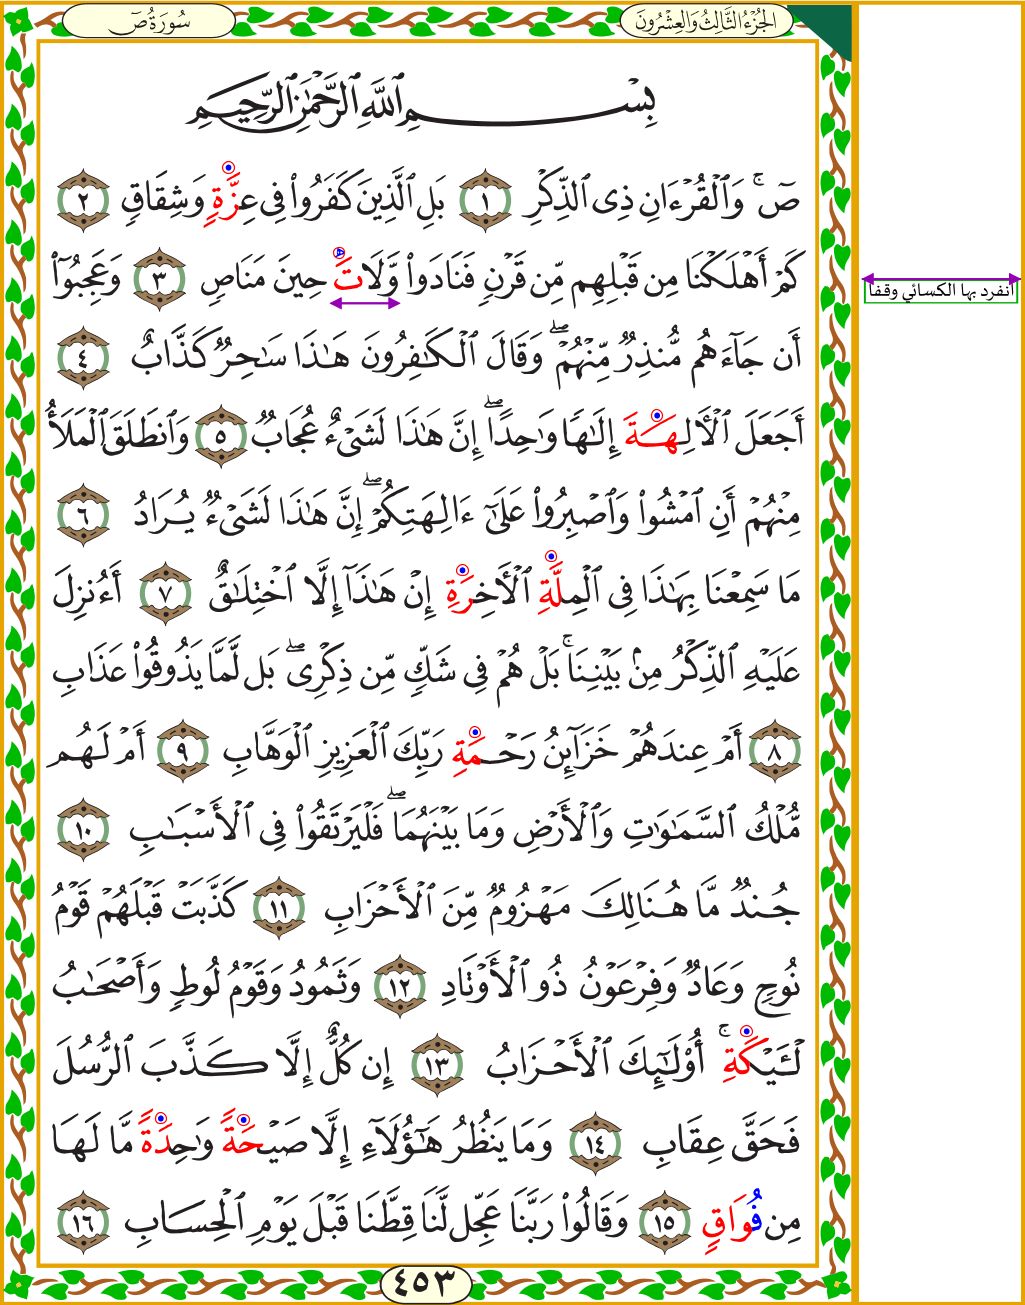 سُورَةُ صٓ
الجُزْءُ الثَّالِثُ وَالعِشْرُونَ
بِسْمِ ٱللَّهِ ٱلرَّحْمَٰنِ ٱلرَّحِيمِ
صٓۚ وَٱلْقُرْءَانِ ذِى ٱلذِّكْرِ ١ بَلِ ٱلَّذِينَ كَفَرُوا۟ فِى عِزَّةٍ وَشِقَاقٍ ٢
كَمْ أَهْلَكْنَا مِن قَبْلِهِم مِّن قَرْنٍ فَنَادَوا۟ وَّلَاتَ حِينَ مَنَاصٍ ٣ وَعَجِبُوٓا۟
أَن جَآءَهُم مُّنذِرٌ مِّنْهُمْۖ وَقَالَ ٱلْكَٰفِرُونَ هَٰذَا سَٰحِرٌ كَذَّابٌ ٤
أَجَعَلَ ٱلْأَلِهَةَ إِلَٰهًا وَٰحِدًاۖ إِنَّ هَٰذَا لَشَىْءٌ عُجَابٌ ٥ وَٱنطَلَقَ ٱلْمَلَأُ
مِنْهُمْ أَنِ ٱمْشُوا۟ وَٱصْبِرُوا۟ عَلَىٰٓ ءَالِهَتِكُمْۖ إِنَّ هَٰذَا لَشَىْءٌ يُرَادُ ٦
مَا سَمِعْنَا بِهَٰذَا فِى ٱلْمِلَّةِ ٱلْأَخِرَةِ إِنْ هَٰذَآ إِلَّا ٱخْتِلَٰقٌ ٧ أَءُنزِلَ
عَلَيْهِ ٱلذِّكْرُ مِنۢ بَيْنِنَاۚ بَلْ هُمْ فِى شَكٍّ مِّن ذِكْرِىۖ بَل لَّمَّا يَذُوقُوا۟ عَذَابِ
٨ أَمْ عِندَهُمْ خَزَآئِنُ رَحْمَةِ رَبِّكَ ٱلْعَزِيزِ ٱلْوَهَّابِ ٩ أَمْ لَهُم
مُّلْكُ ٱلسَّمَٰوَٰتِ وَٱلْأَرْضِ وَمَا بَيْنَهُمَاۖ فَلْيَرْتَقُوا۟ فِى ٱلْأَسْبَٰبِ ١٠
جُندٌ مَّا هُنَالِكَ مَهْزُومٌ مِّنَ ٱلْأَحْزَابِ ١١ كَذَّبَتْ قَبْلَهُمْ قَوْمُ
نُوحٍ وَعَادٌ وَفِرْعَوْنُ ذُو ٱلْأَوْتَادِ ١٢ وَثَمُودُ وَقَوْمُ لُوطٍ وَأَصْحَٰبُ
لْـَٔيْكَةِۚ أُو۟لَٰٓئِكَ ٱلْأَحْزَابُ ١٣ إِن كُلٌّ إِلَّا كَذَّبَ ٱلرُّسُلَ
فَحَقَّ عِقَابِ ١٤ وَمَا يَنظُرُ هَٰٓؤُلَآءِ إِلَّا صَيْحَةً وَٰحِدَةً مَّا لَهَا
مِن فُوَاقٍ ١٥ وَقَالُوا۟ رَبَّنَا عَجِّل لَّنَا قِطَّنَا قَبْلَ يَوْمِ ٱلْحِسَابِ ١٦
انفرد بها الكسائي وقفا
٤٥٣